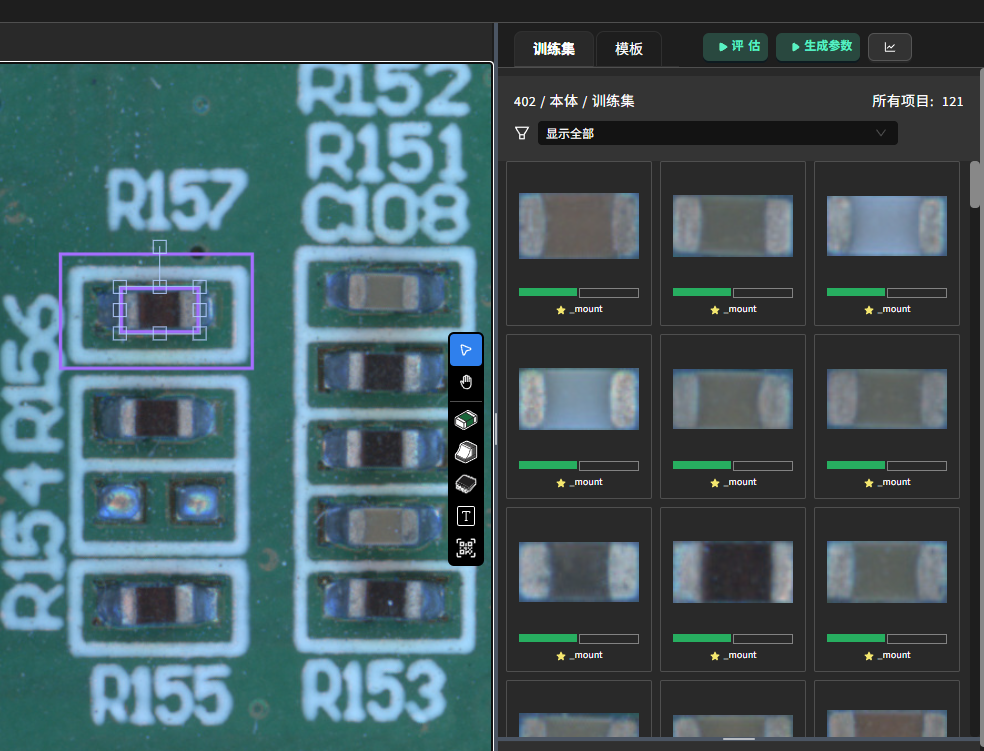 训练集
模板
评 估
生成参数
402 / 本体 / 训练集
所有项目: 121
显示全部
_mount
_mount
_mount
_mount
_mount
_mount
_mount
_mount
_mount
R152
R151
C108
R157
R156
R154
R155
R153
T